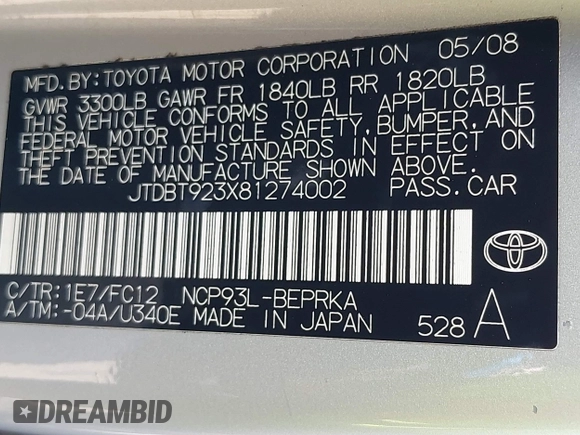 MFD.BY:TOYOTA MOTOR CORPORATION 05/08
GVWR 3300LB GAWR FR 1840LB RR 1820LB
THIS VEHICLE CONFORMS TO ALL APPLICABLE
FEDERAL MOTOR VEHICLE SAFETY, BUMPER, AND
THEFT PREVENTION STANDARDS IN EFFECT ON
THE DATE OF MANUFACTURE SHOWN ABOVE.
JTDBT923X81274002 PASS.CAR
C/TR:1E7/FC12 NCP93L-BEPRKA
A/TM:-04A/U340E MADE IN JAPAN 528 A
DREAMBID